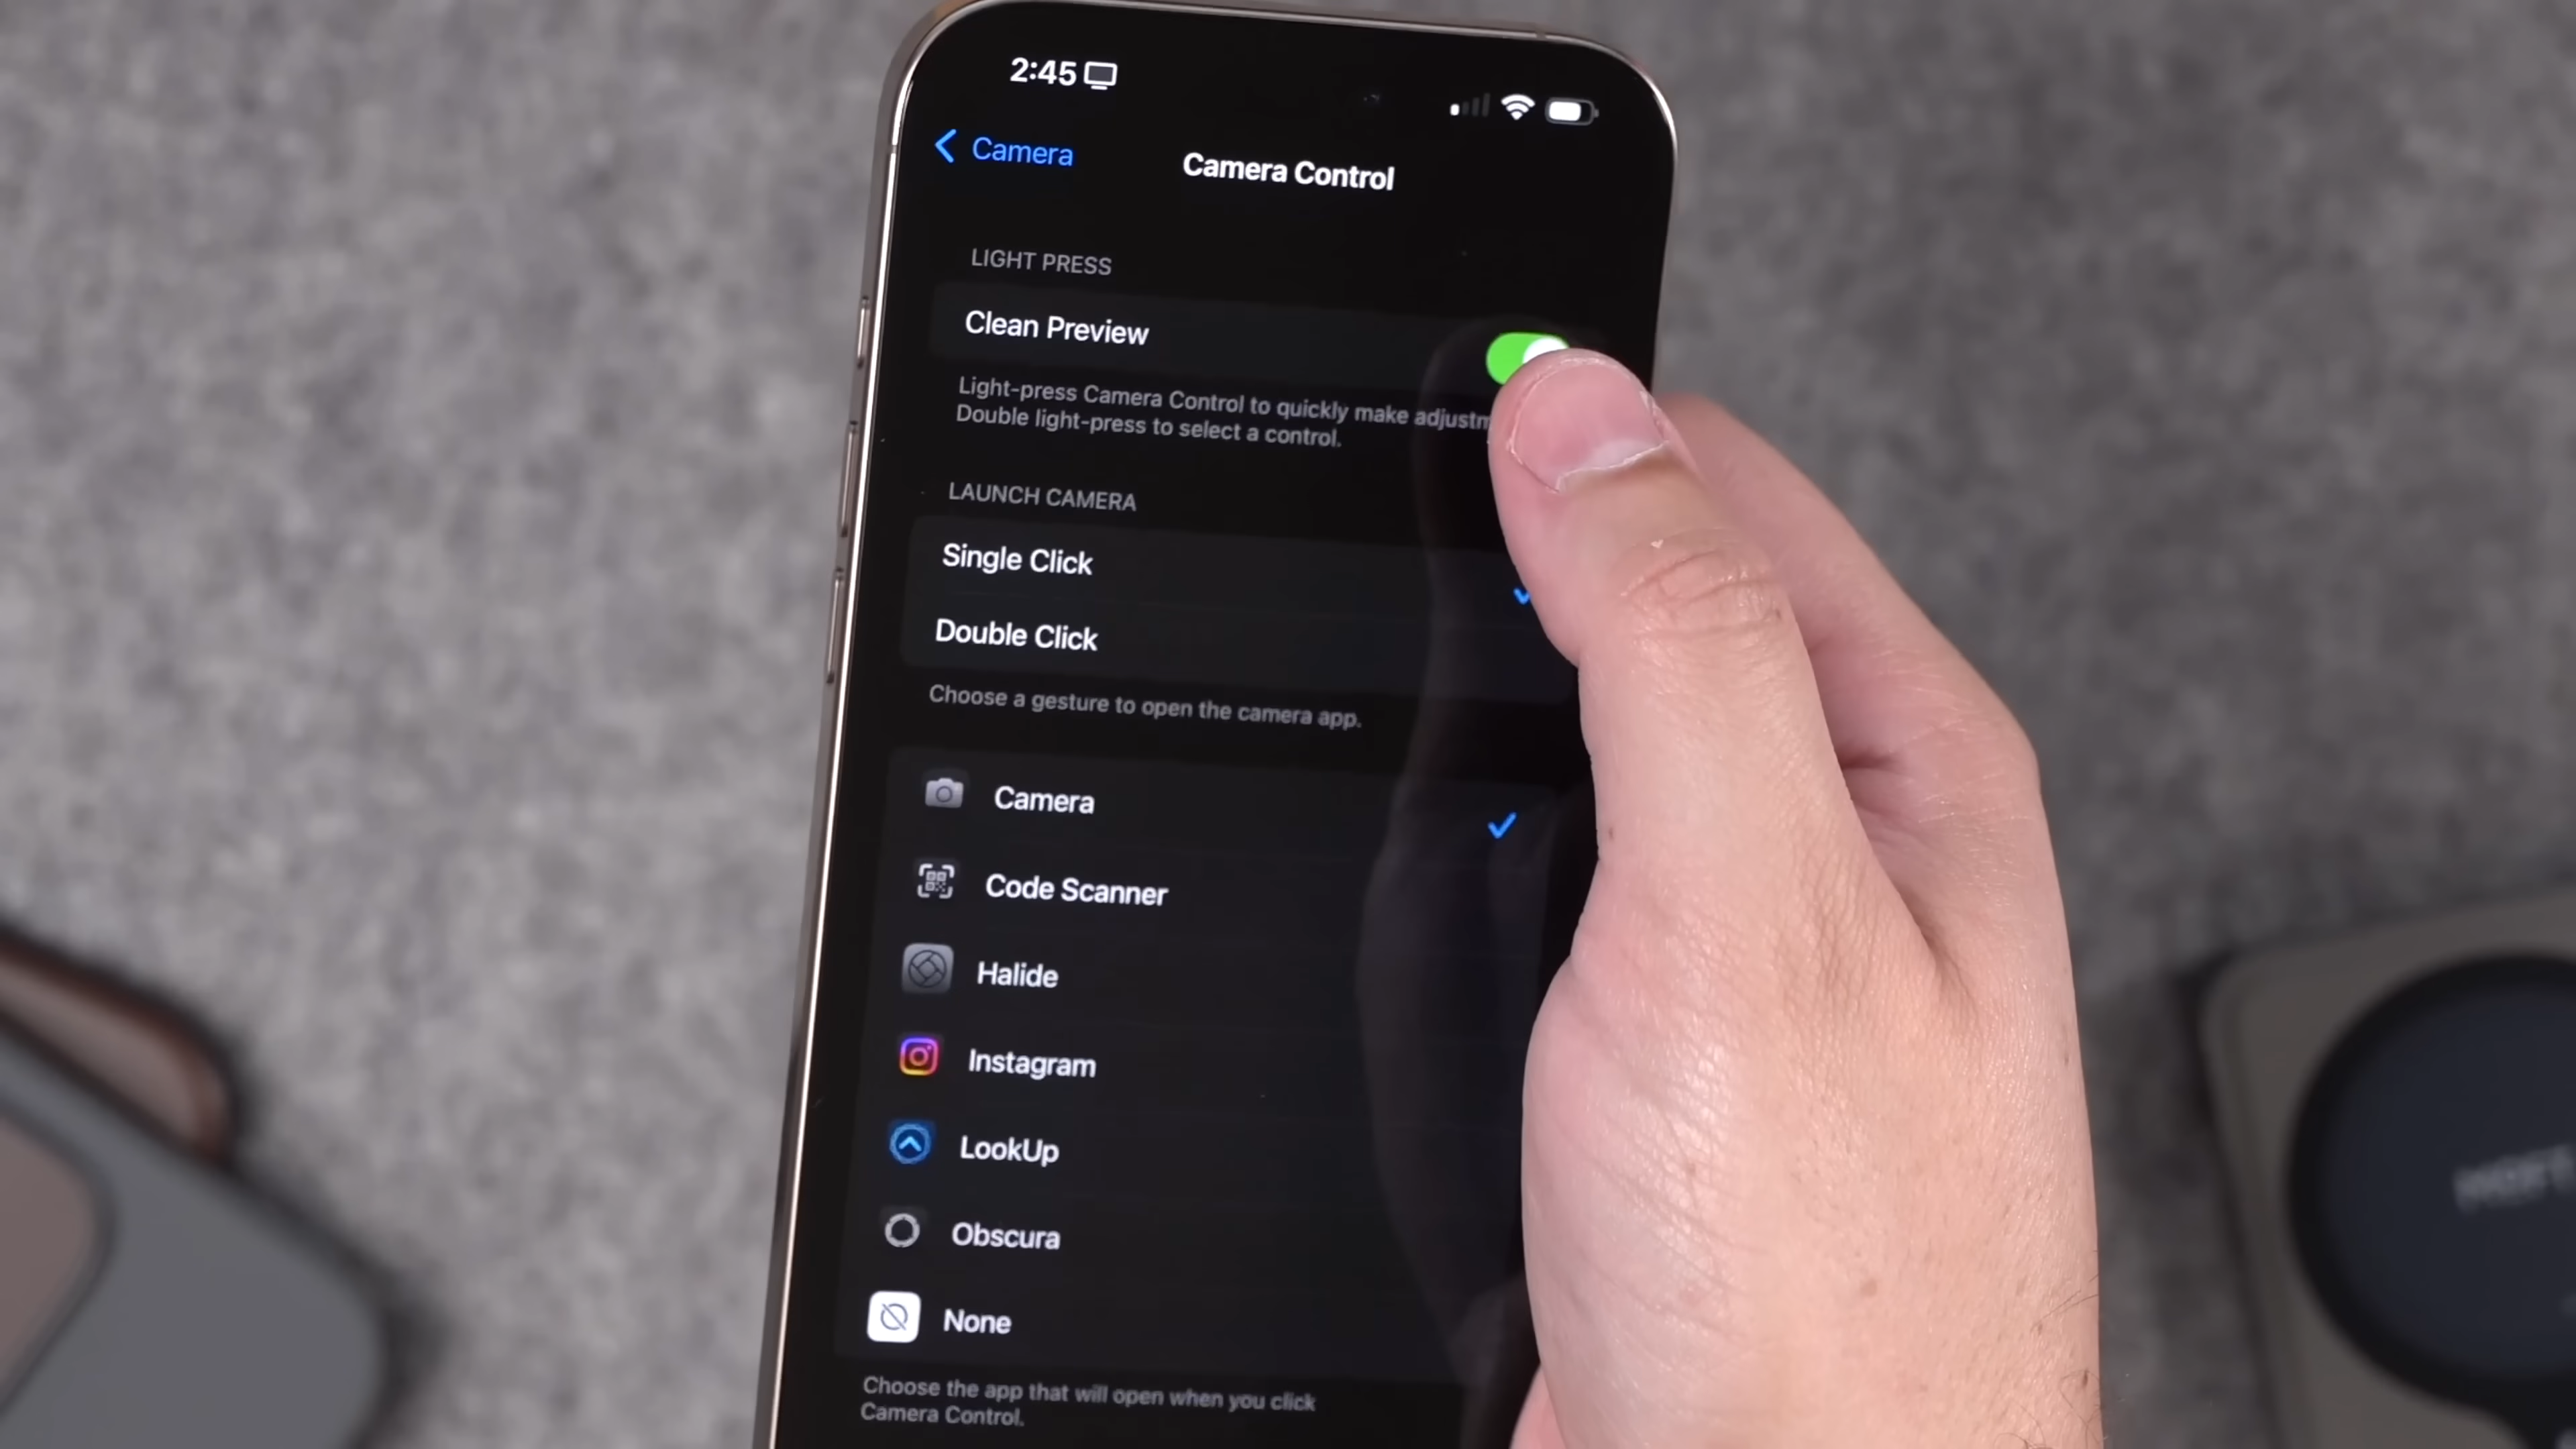 2:45
Camera
Camera Control
LIGHT PRESS
Clean Preview
Light-press Camera Control to quickly make adjustm
Double light-press to select a control.
LAUNCH CAMERA
Single Click
Double Click
Choose a gesture to open the camera app.
Camera
Code Scanner
Halide
Instagram
LookUp
Obscura
None
Choose the app that will open when you click
Camera Control.